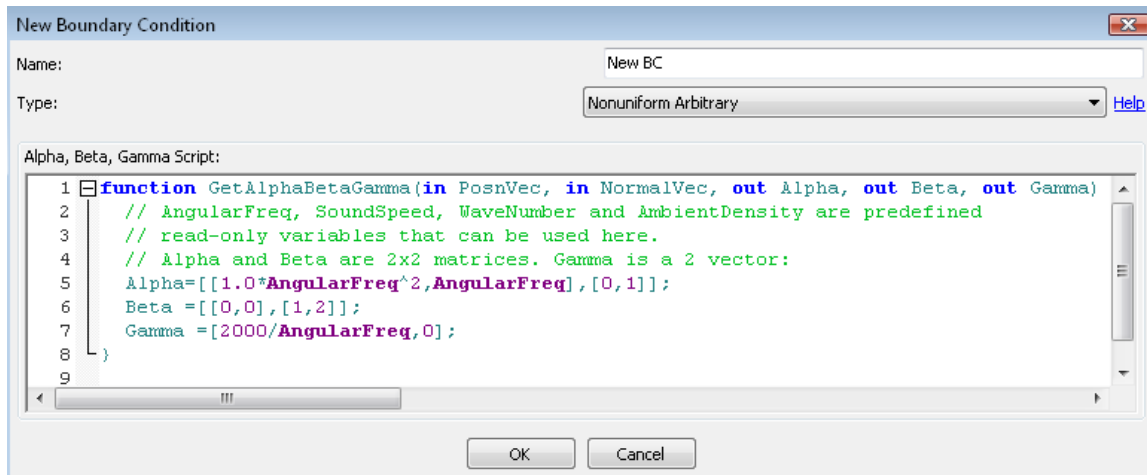 New Boundary Condition
Name: New BC
Type: Nonuniform Arbitrary Help
Alpha, Beta, Gamma Script:
1 function GetAlphaBetaGamma(in PosnVec, in NormalVec, out Alpha, out Beta, out Gamma)
2 // AngularFreq, SoundSpeed, WaveNumber and AmbientDensity are predefined
3 // read-only variables that can be used here.
4 // Alpha and Beta are 2x2 matrices. Gamma is a 2 vector:
5 Alpha=[[1.0*AngularFreq^2,AngularFreq],[0,1]];
6 Beta =[[0,0],[1,2]];
7 Gamma =[2000/AngularFreq,0];
8 }
9
OK Cancel